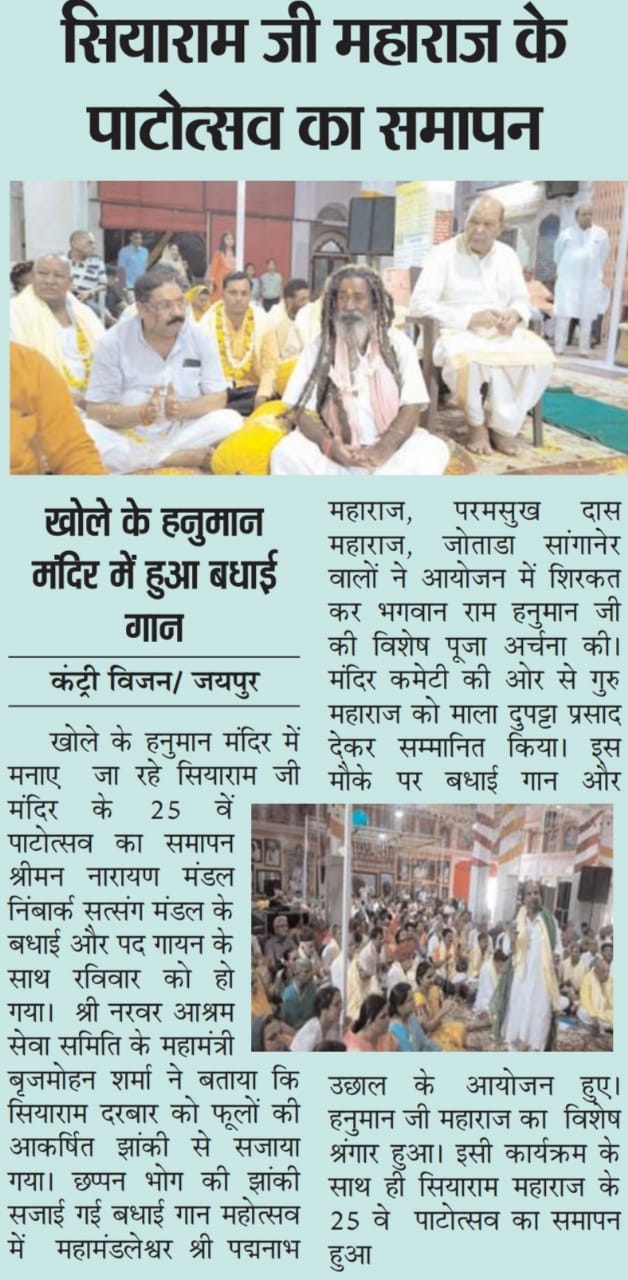 सियाराम जी महाराज के
पाटोत्सव का समापन
खोले के हनुमान
मंदिर में हुआ बधाई
गान
कंट्री विजन/ जयपुर
खोले के हनुमान मंदिर में
मनाए जा रहे सियाराम जी
मंदिर के 25 वें
पाटोत्सव का समापन
श्रीमन नारायण मंडल
निंबार्क सत्संग मंडल के
बधाई और पद गायन के
साथ रविवार को हो
गया। श्री नरवर आश्रम
सेवा समिति के महामंत्री
बृजमोहन शर्मा ने बताया कि
सियाराम दरबार को फूलों की
आकर्षित झांकी से सजाया
गया। छप्पन भोग की झांकी
सजाई गई बधाई गान महोत्सव
में महामंडलेश्वर श्री पद्मनाभ
महाराज, परमसुख दास
महाराज, जोताडा सांगानेर
वालों ने आयोजन में शिरकत
कर भगवान राम हनुमान जी
की विशेष पूजा अर्चना की।
मंदिर कमेटी की ओर से गुरु
महाराज को माला दुपट्टा प्रसाद
देकर सम्मानित किया। इस
मौके पर बधाई गान और
उछाल के आयोजन हुए।
हनुमान जी महाराज का विशेष
श्रंगार हुआ। इसी कार्यक्रम के
साथ ही सियाराम महाराज के
25 वे पाटोत्सव का समापन
हुआ